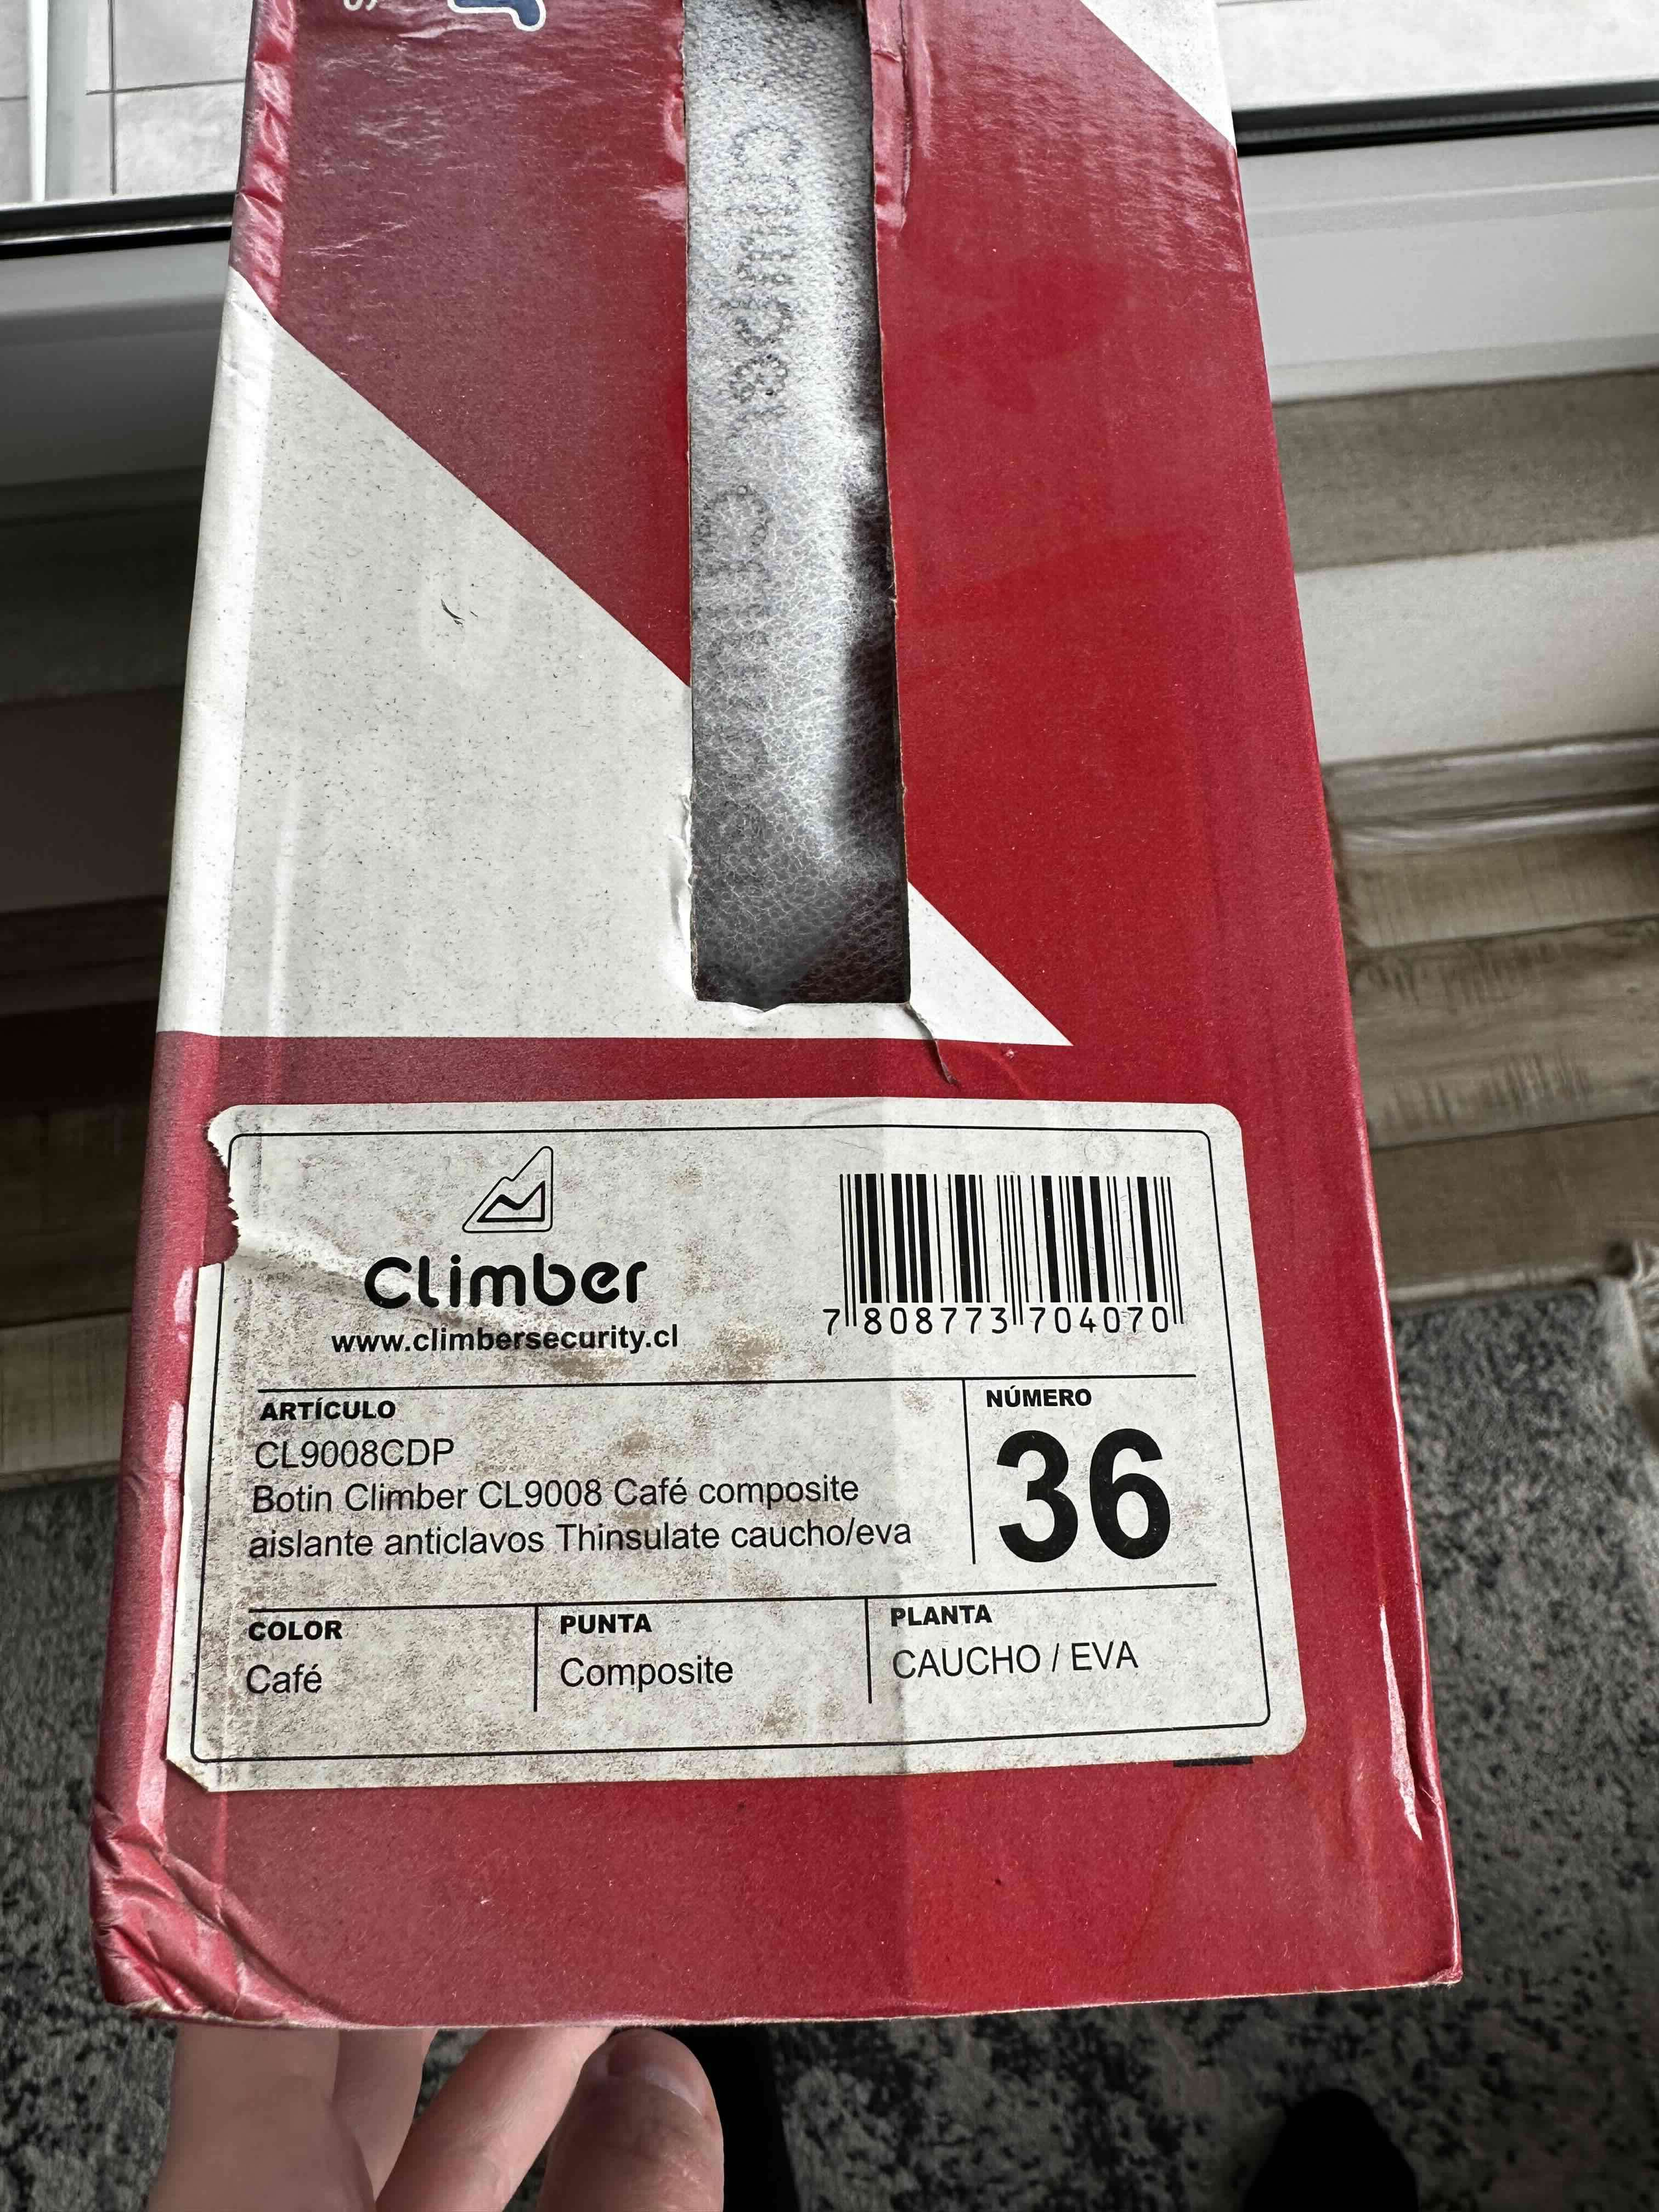 Climber
www.climbersecurity.cl
7 808773 704070
ARTÍCULO
CL9008CDP
Botin Climber CL9008 Café composite
aislante anticlavos Thinsulate caucho/eva
NÚMERO
36
COLOR
Café
PUNTA
Composite
PLANTA
CAUCHO / EVA